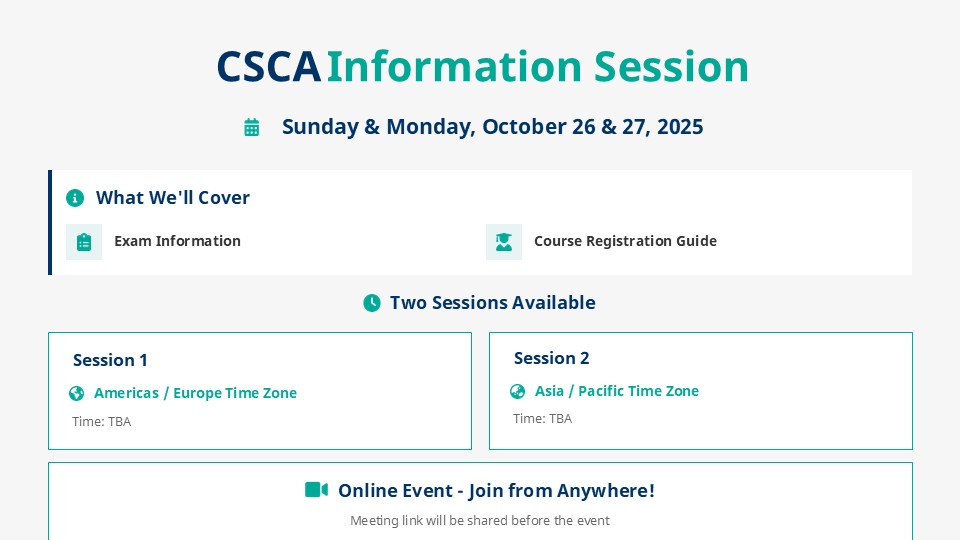 CSCA Information Session
Sunday & Monday, October 26 & 27, 2025
What We'll Cover
Exam Information
Course Registration Guide
Two Sessions Available
Session 1
Americas / Europe Time Zone
Time: TBA
Session 2
Asia / Pacific Time Zone
Time: TBA
Online Event - Join from Anywhere!
Meeting link will be shared before the event